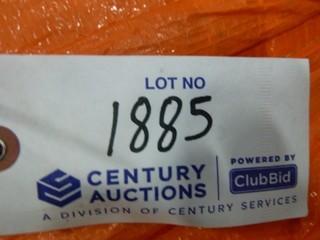 LOT NO
1885
CENTURY AUCTIONS
POWERED BY
ClubBid
A DIVISION OF CENTURY SERVICES